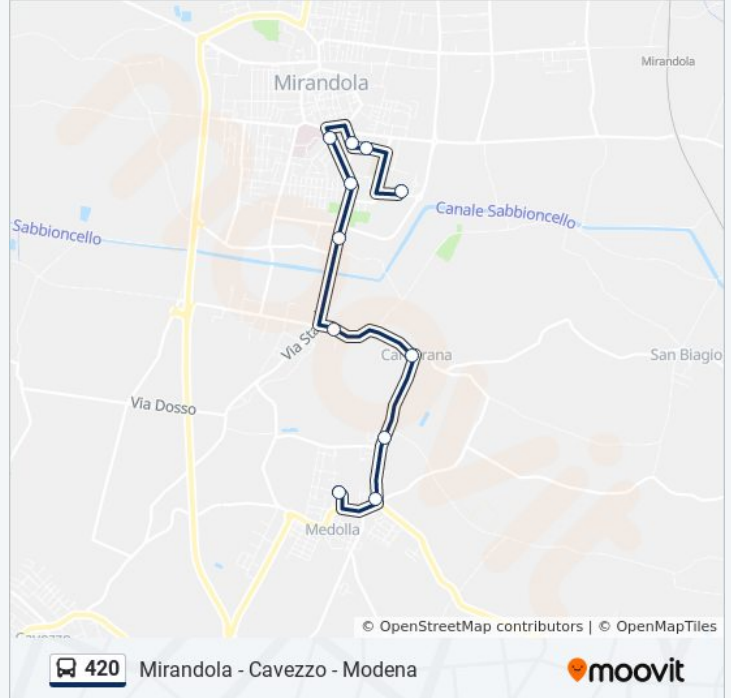 Mirandola
Mirandola
Canale Sabbioncello
Sabbioncello
Via Sta
San Biagio
Via Dosso
Medolla
Cavezzo
© OpenStreetMap contributors | © OpenMapTiles
420 Mirandola - Cavezzo - Modena
moovit